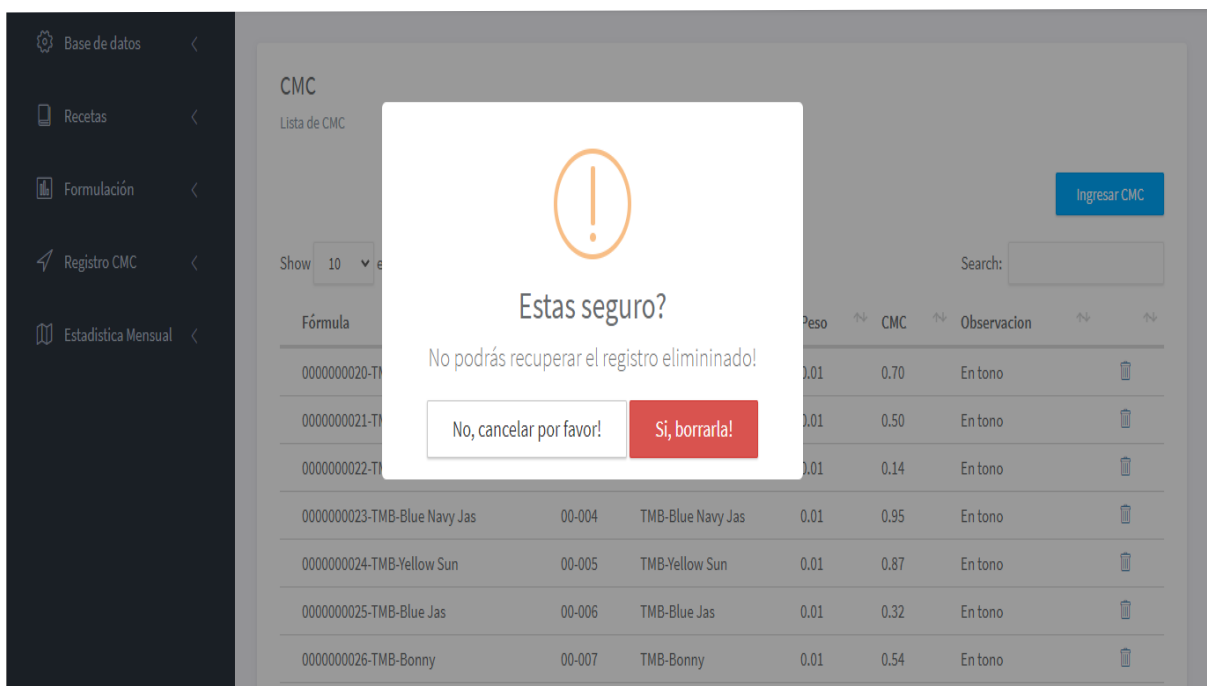 Base de datos
Recetas
Formulación
Registro CMC
Estadistica Mensual
CMC
Lista de CMC
Ingresar CMC
Show 10
Search:
Estas seguro?
No podrás recuperar el registro elimininado!
No, cancelar por favor!
Si, borrarla!
Fórmula Peso CMC Observacion
0000000020-TM 0.01 0.70 En tono
0000000021-TM 0.01 0.50 En tono
0000000022-TM 0.01 0.14 En tono
0000000023-TMB-Blue Navy Jas 00-004 TMB-Blue Navy Jas 0.01 0.95 En tono
0000000024-TMB-Yellow Sun 00-005 TMB-Yellow Sun 0.01 0.87 En tono
0000000025-TMB-Blue Jas 00-006 TMB-Blue Jas 0.01 0.32 En tono
0000000026-TMB-Bonny 00-007 TMB-Bonny 0.01 0.54 En tono